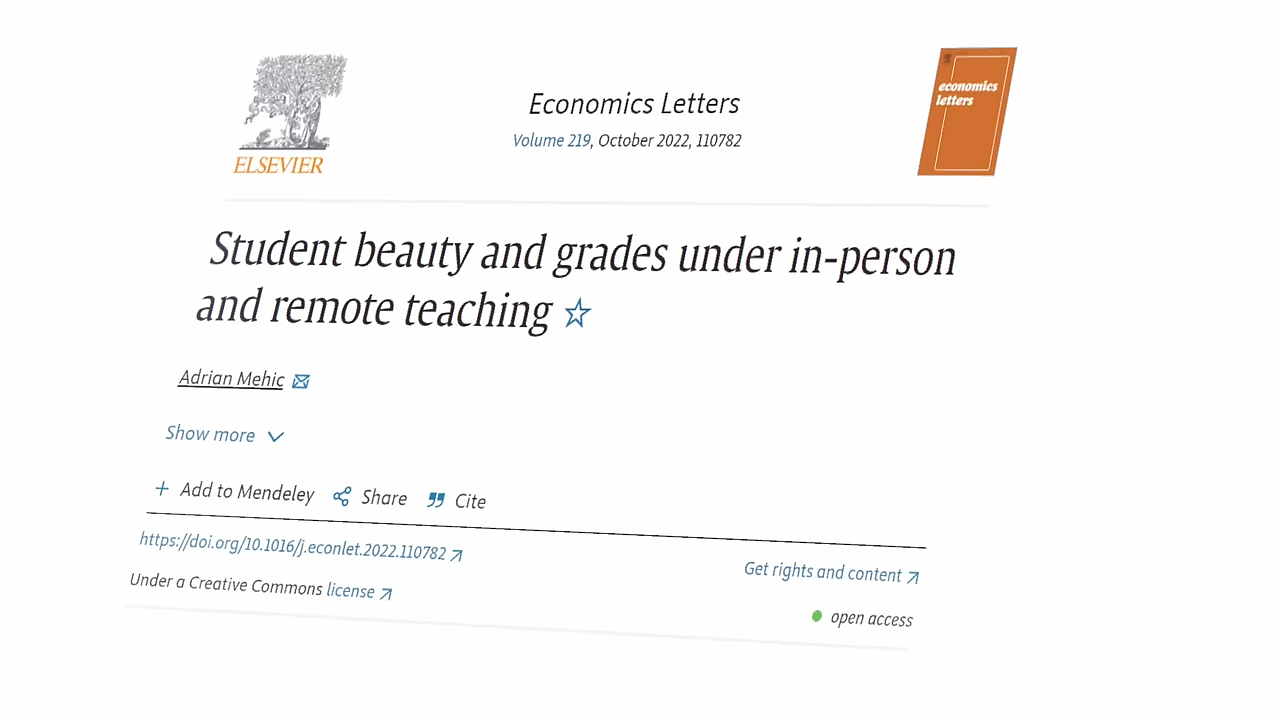 ELSEVIER
Economics Letters
Volume 219, October 2022, 110782
economics
letters
Student beauty and grades under in-person
and remote teaching
Adrian Mehic
Show more
Add to Mendeley
Share
Cite
https://doi.org/10.1016/j.econlet.2022.110782
Get rights and content
Under a Creative Commons license
open access